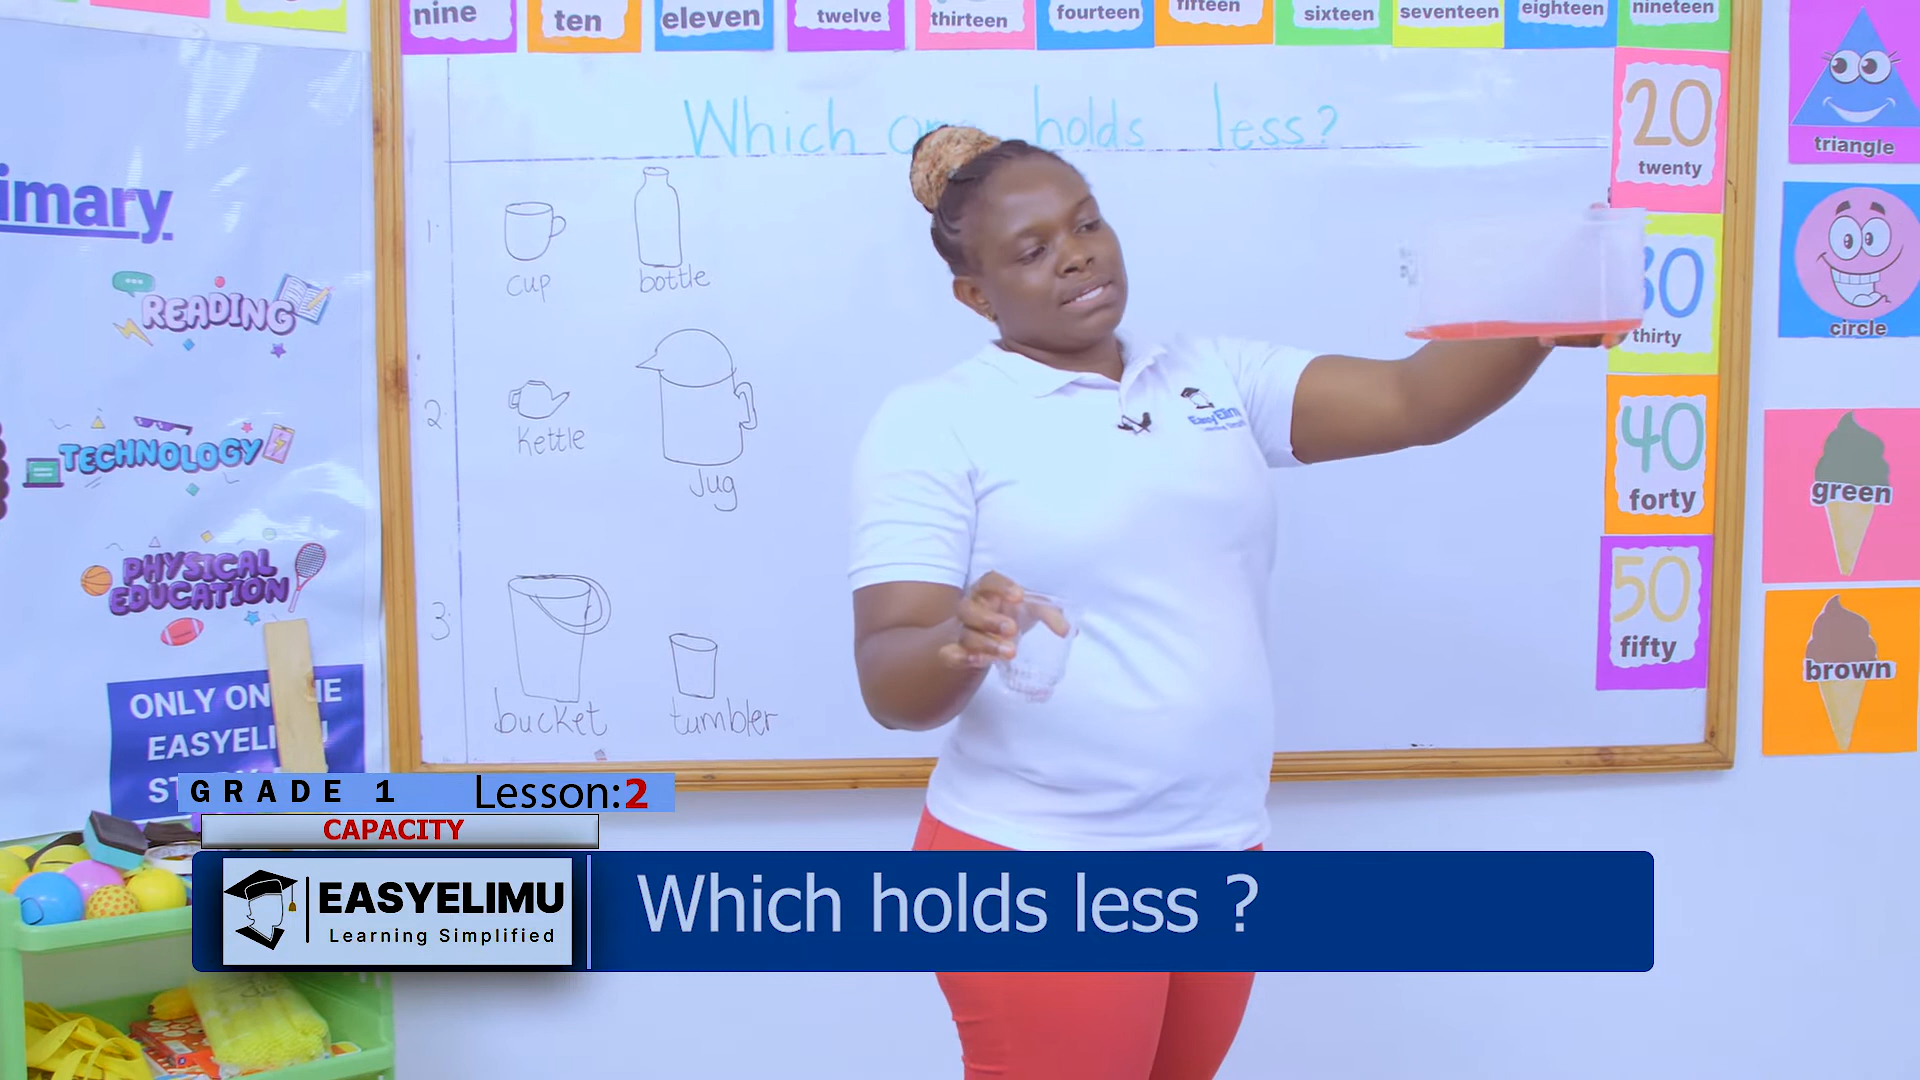 nine
ten
eleven
twelve
thirteen
fourteen
fifteen
sixteen
seventeen
eighteen
nineteen
Which one holds less?
20
twenty
30
thirty
40
forty
50
fifty
triangle
circle
green
brown
1.
cup
bottle
2.
Kettle
Jug
3.
bucket
tumbler
imary
READING
TECHNOLOGY
PHYSICAL
EDUCATION
ONLY ON
EASYELI
GRADE 1
Lesson:2
CAPACITY
EASYELIMU
Learning Simplified
Which holds less ?